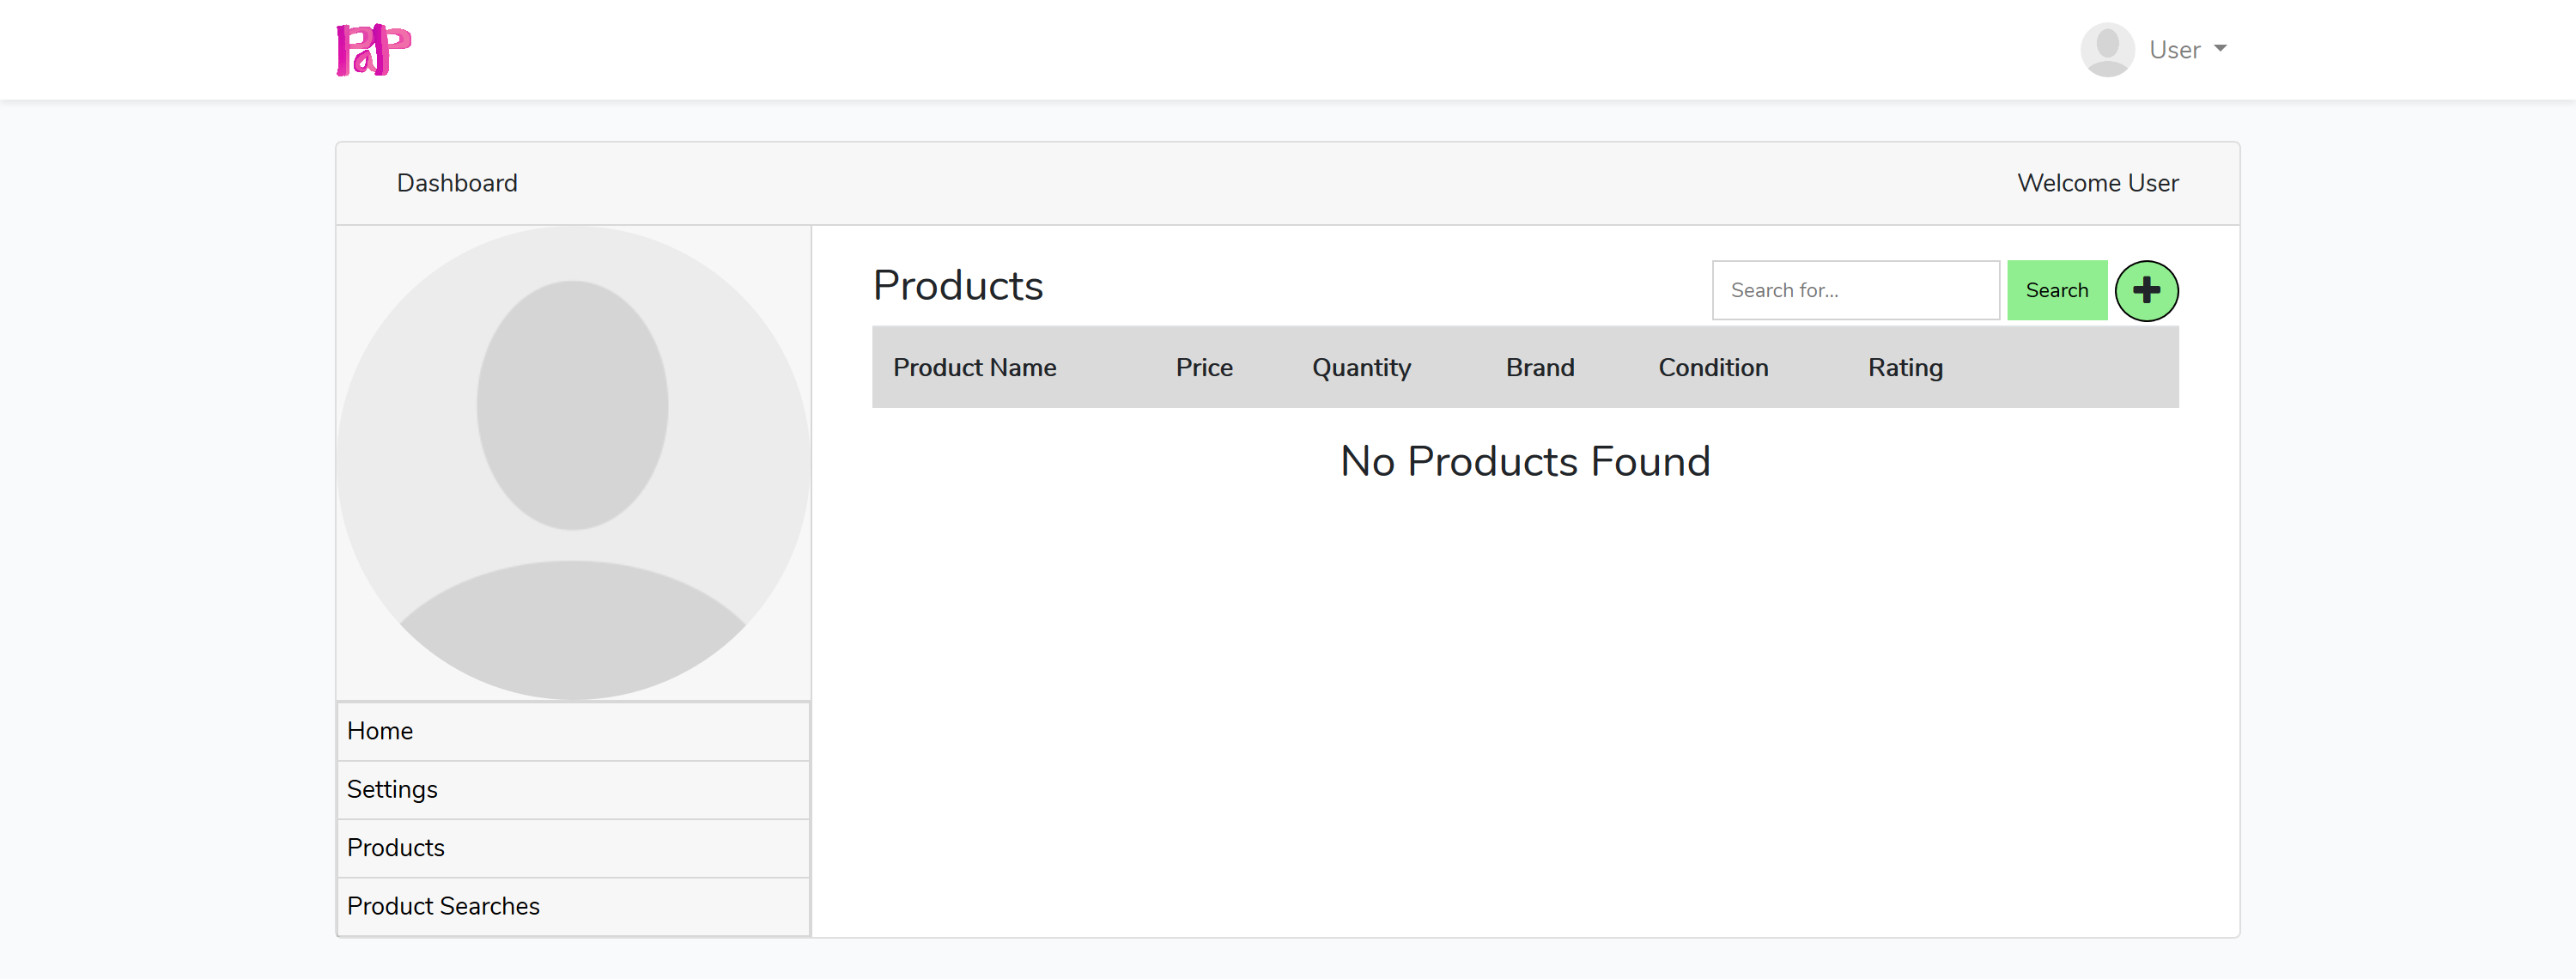 PaP
User
Dashboard
Welcome User
Products
Search for...
Search
Product Name Price Quantity Brand Condition Rating
No Products Found
Home
Settings
Products
Product Searches